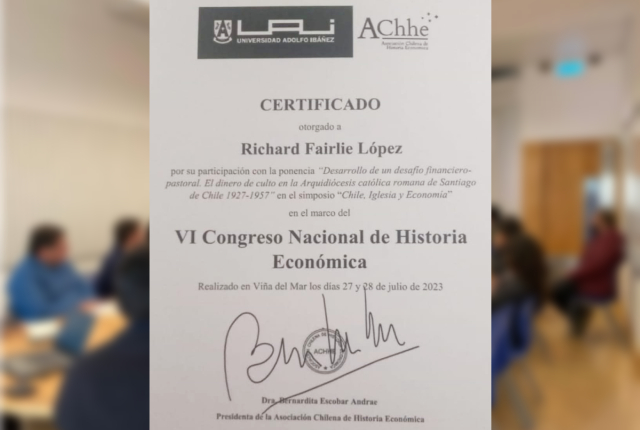 UAI
UNIVERSIDAD ADOLFO IBÁÑEZ
AChhe
Asociación Chilena de
Historia Económica
CERTIFICADO
otorgado a
Richard Fairlie López
por su participación con la ponencia "Desarrollo de un desafío financiero-
pastoral. El dinero de culto en la Arquidiócesis católica romana de Santiago
de Chile 1927-1957" en el simposio "Chile, Iglesia y Economía"
en el marco del
VI Congreso Nacional de Historia
Económica
Realizado en Viña del Mar los días 27 y 28 de julio de 2023
ACHHE
Dra. Bernardita Escobar Andrae
Presidenta de la Asociación Chilena de Historia Económica